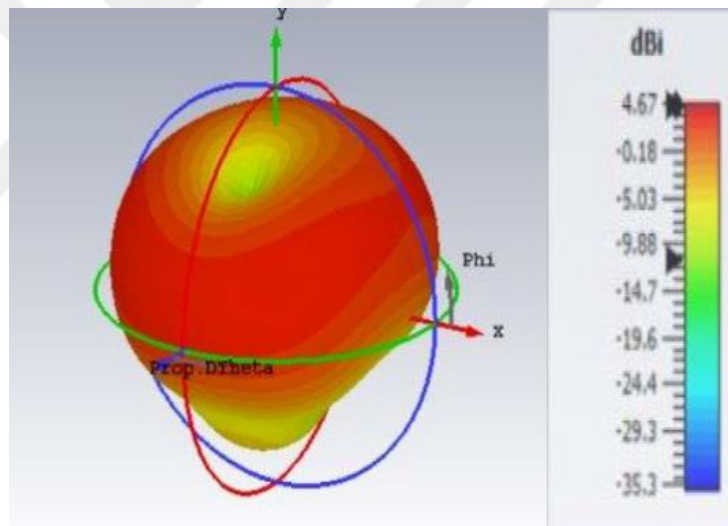 y
Phi
x
Prop.DTheta
dBi
4.67
-0.18
-5.03
-9.88
-14.7
-19.6
-24.4
-29.3
-35.3